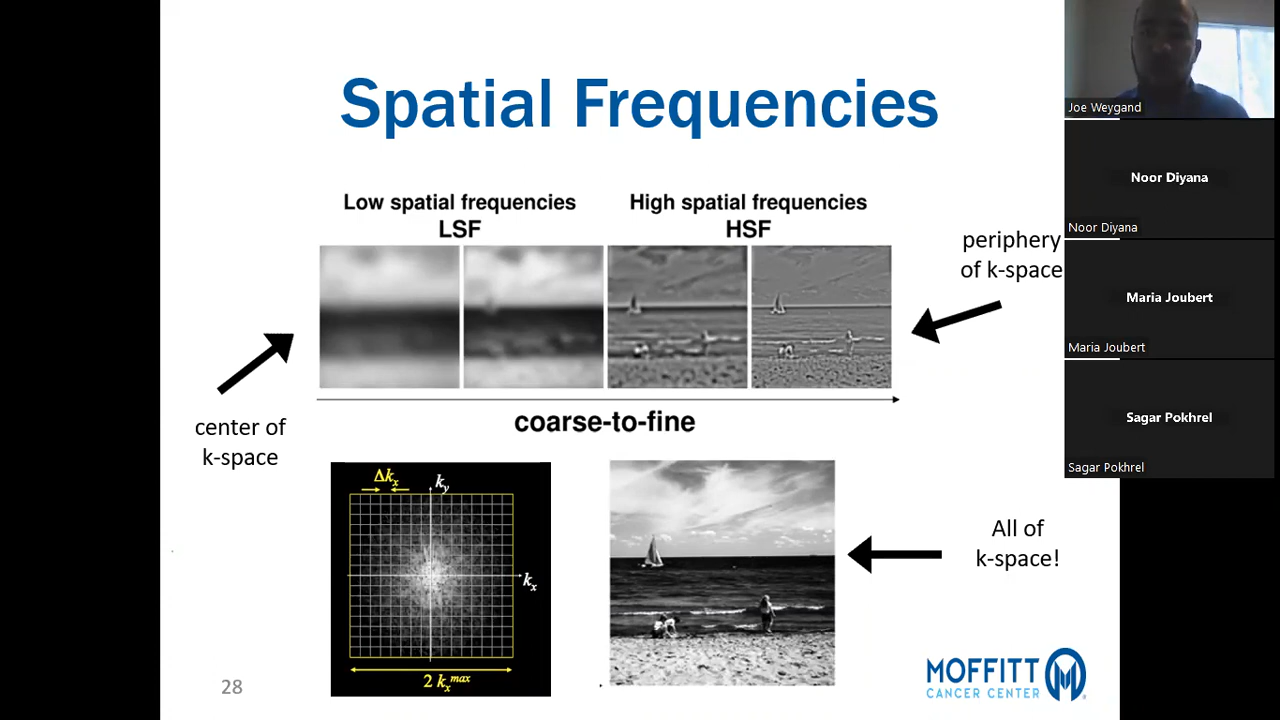 Spatial Frequencies
Low spatial frequencies
LSF
High spatial frequencies
HSF
periphery
of k-space
center of
k-space
coarse-to-fine
Δkx
ky
kx
2 kx max
All of
k-space!
28
MOFFITT
CANCER CENTER
Joe Weygand
Noor Diyana
Noor Diyana
Maria Joubert
Maria Joubert
Sagar Pokhrel
Sagar Pokhrel